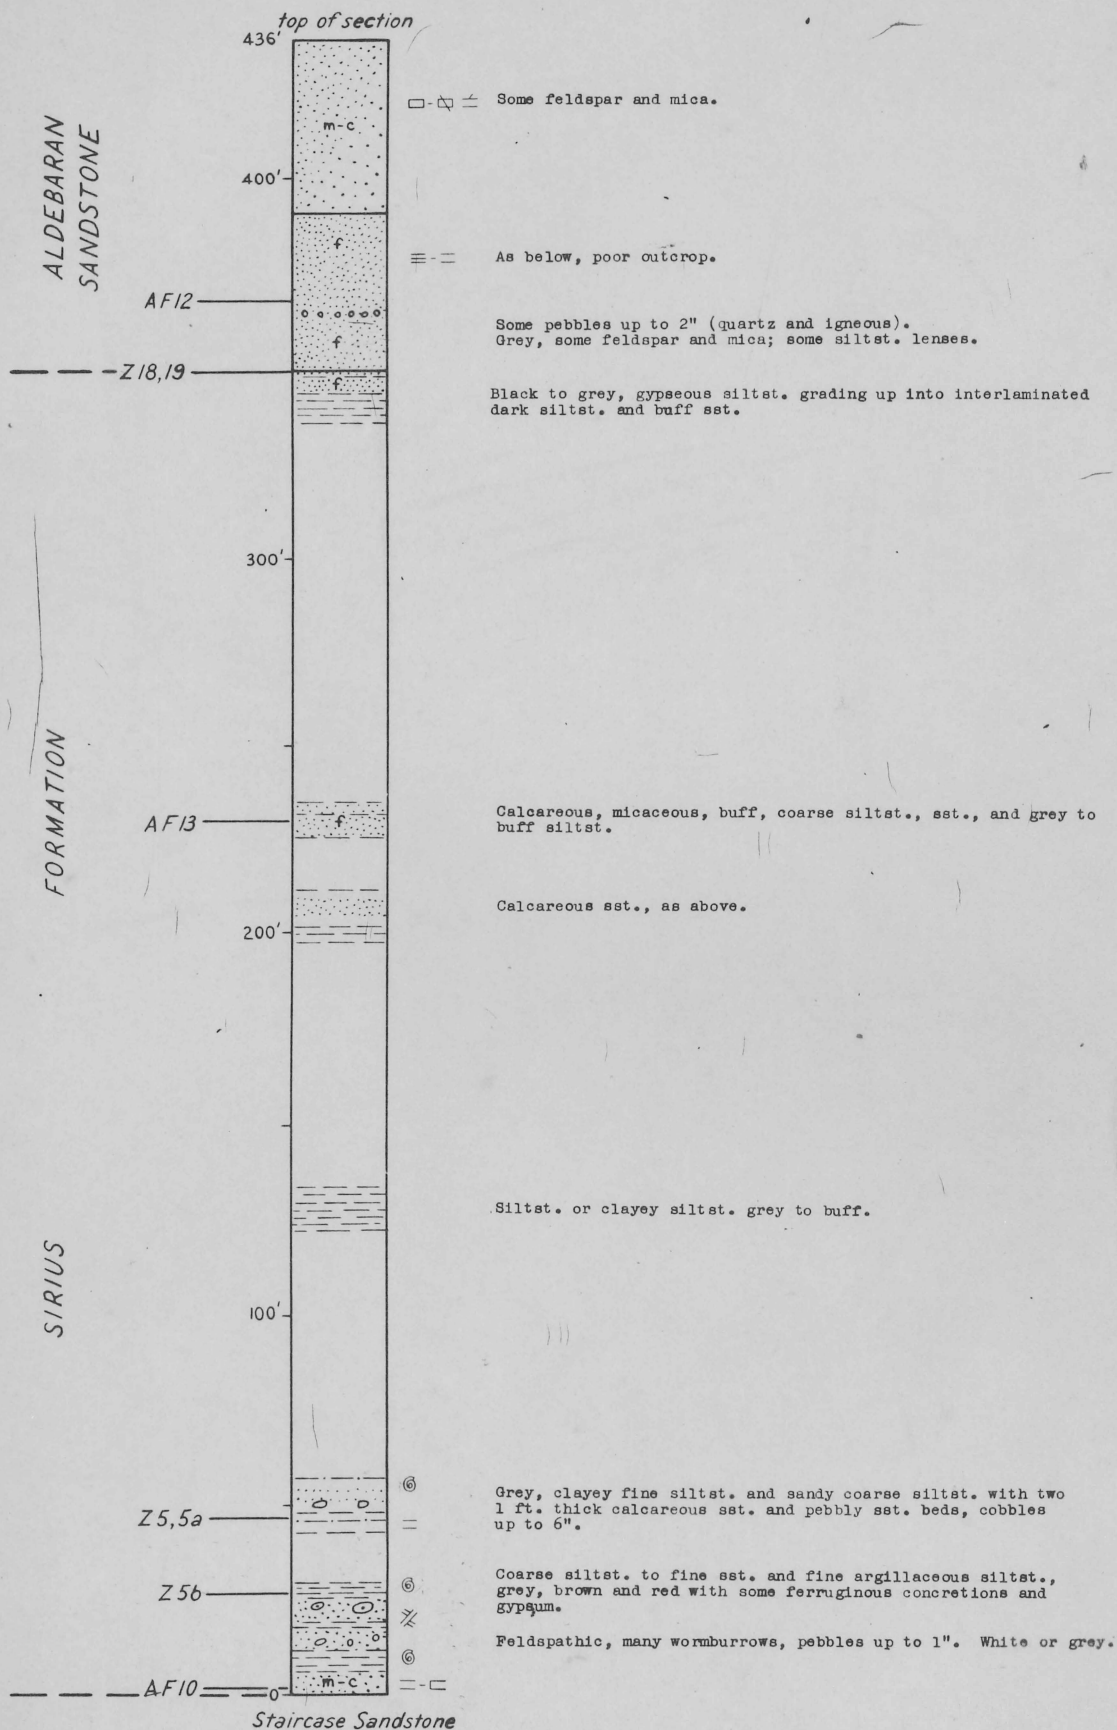 top of section
436'
Some feldspar and mica.
m-c
ALDEBARAN
SANDSTONE
400'
f
As below, poor outcrop.
AF12
Some pebbles up to 2" (quartz and igneous).
f
Grey, some feldspar and mica; some siltst. lenses.
Z18,19
f
Black to grey, gypseous siltst. grading up into interlaminated
dark siltst. and buff sst.
300'
FORMATION
AF13
f
Calcareous, micaceous, buff, coarse siltst., sst., and grey to
buff siltst.
Calcareous sst., as above.
200'
Siltst. or clayey siltst. grey to buff.
SIRIUS
100'
Z5,5a
Grey, clayey fine siltst. and sandy coarse siltst. with two
1 ft. thick calcareous sst. and pebbly sst. beds, cobbles
up to 6".
Z5b
Coarse siltst. to fine sst. and fine argillaceous siltst.,
grey, brown and red with some ferruginous concretions and
gypsum.
Feldspathic, many wormburrows, pebbles up to 1". White or grey.
AF10
0
m-c
Staircase Sandstone